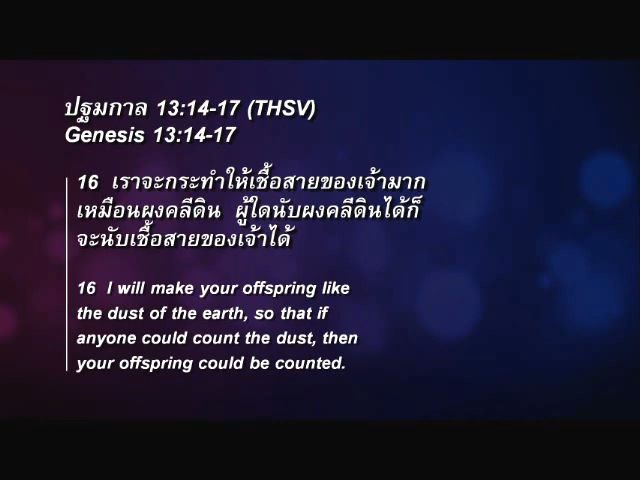 ปฐมกาล 13:14-17 (THSV)
Genesis 13:14-17
16 เราจะกระทำให้เชื้อสายของเจ้ามาก
เหมือนผงคลีดิน ผู้ใดนับผงคลีดินได้ก็
จะนับเชื้อสายของเจ้าได้
16 I will make your offspring like
the dust of the earth, so that if
anyone could count the dust, then
your offspring could be counted.